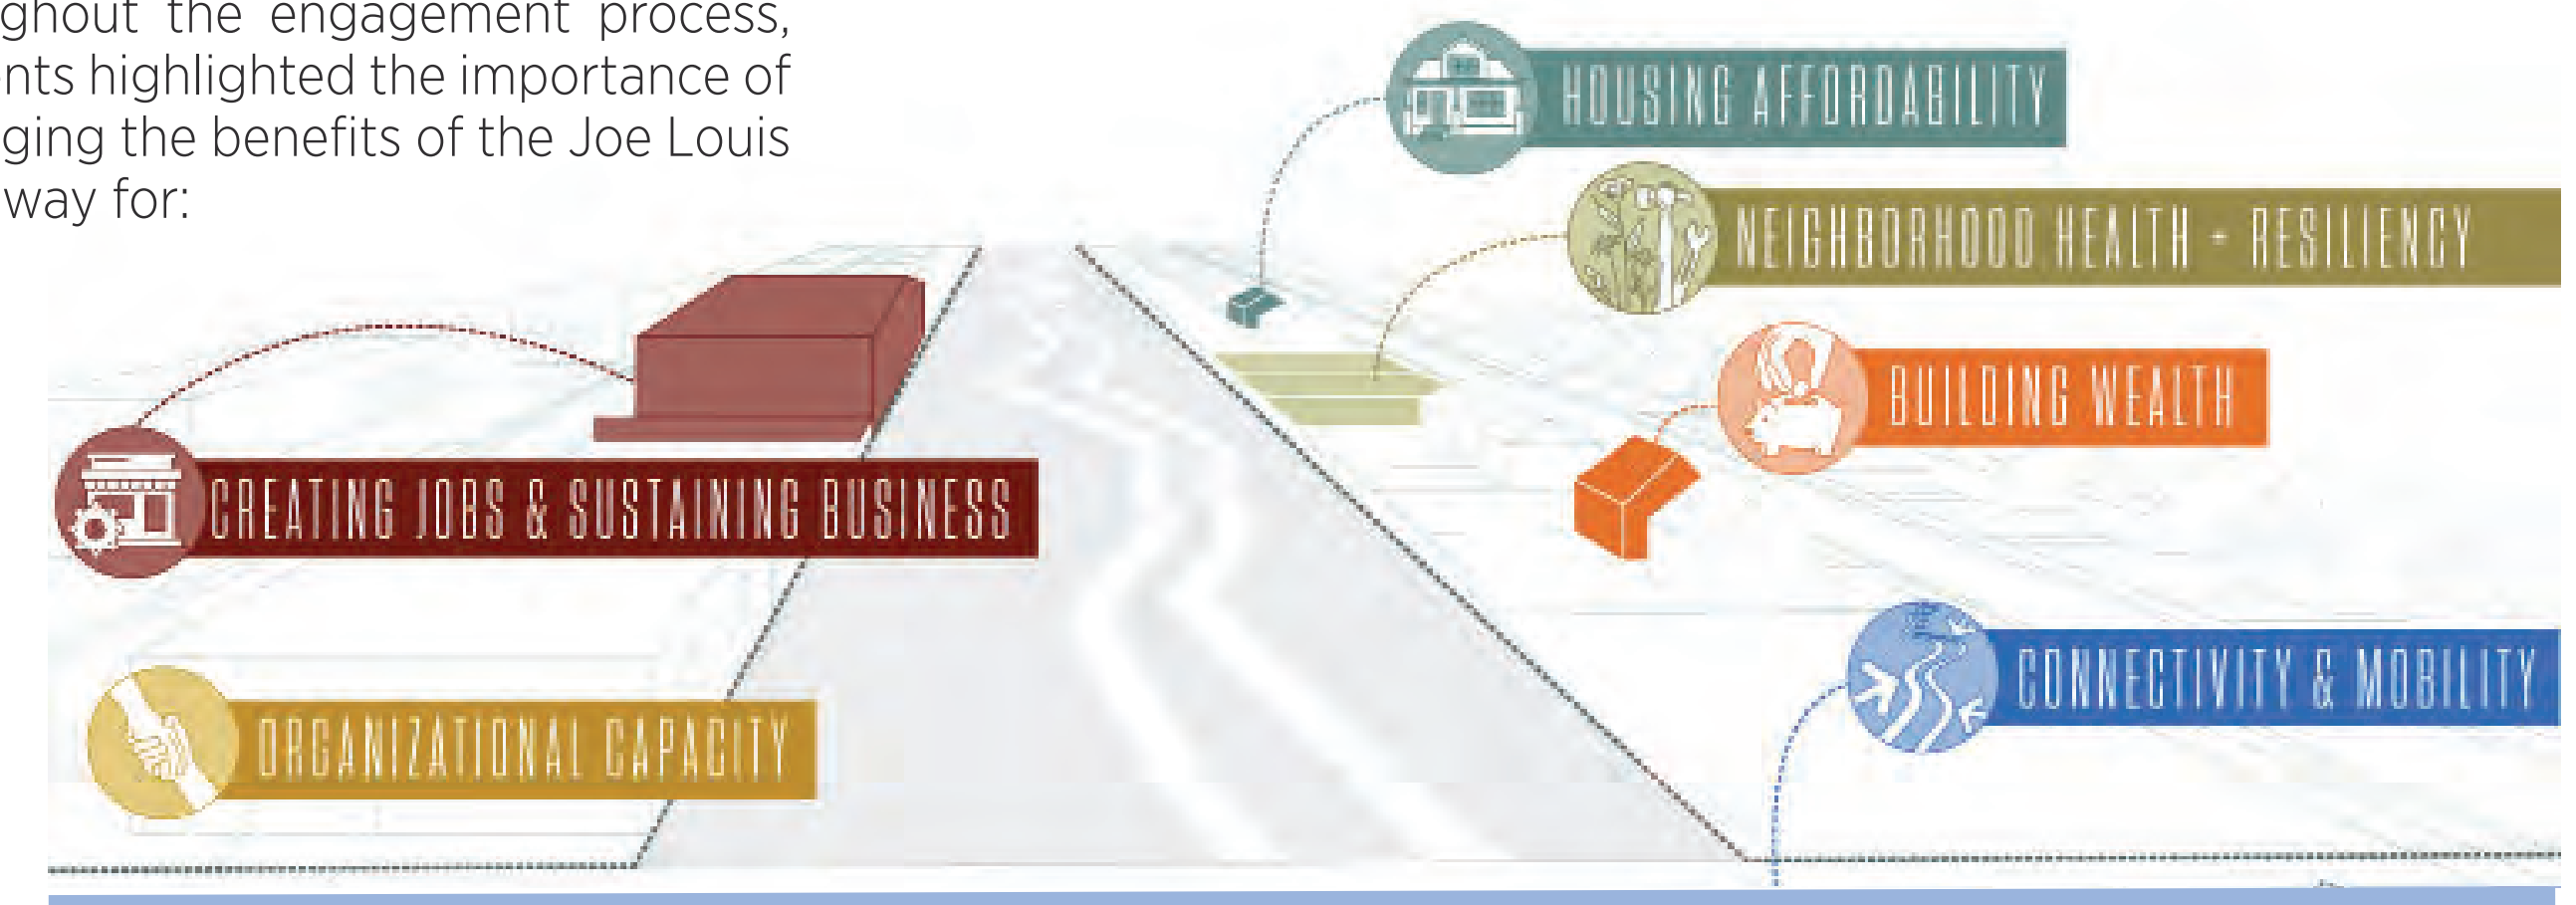 ghout the engagement process,
nts highlighted the importance of
ging the benefits of the Joe Louis
way for:
HOUSING AFFORDABILITY
NEIGHBORHOOD HEALTH + RESILIENCY
BUILDING WEALTH
CREATING JOBS & SUSTAINING BUSINESS
CONNECTIVITY & MOBILITY
ORGANIZATIONAL CAPACITY